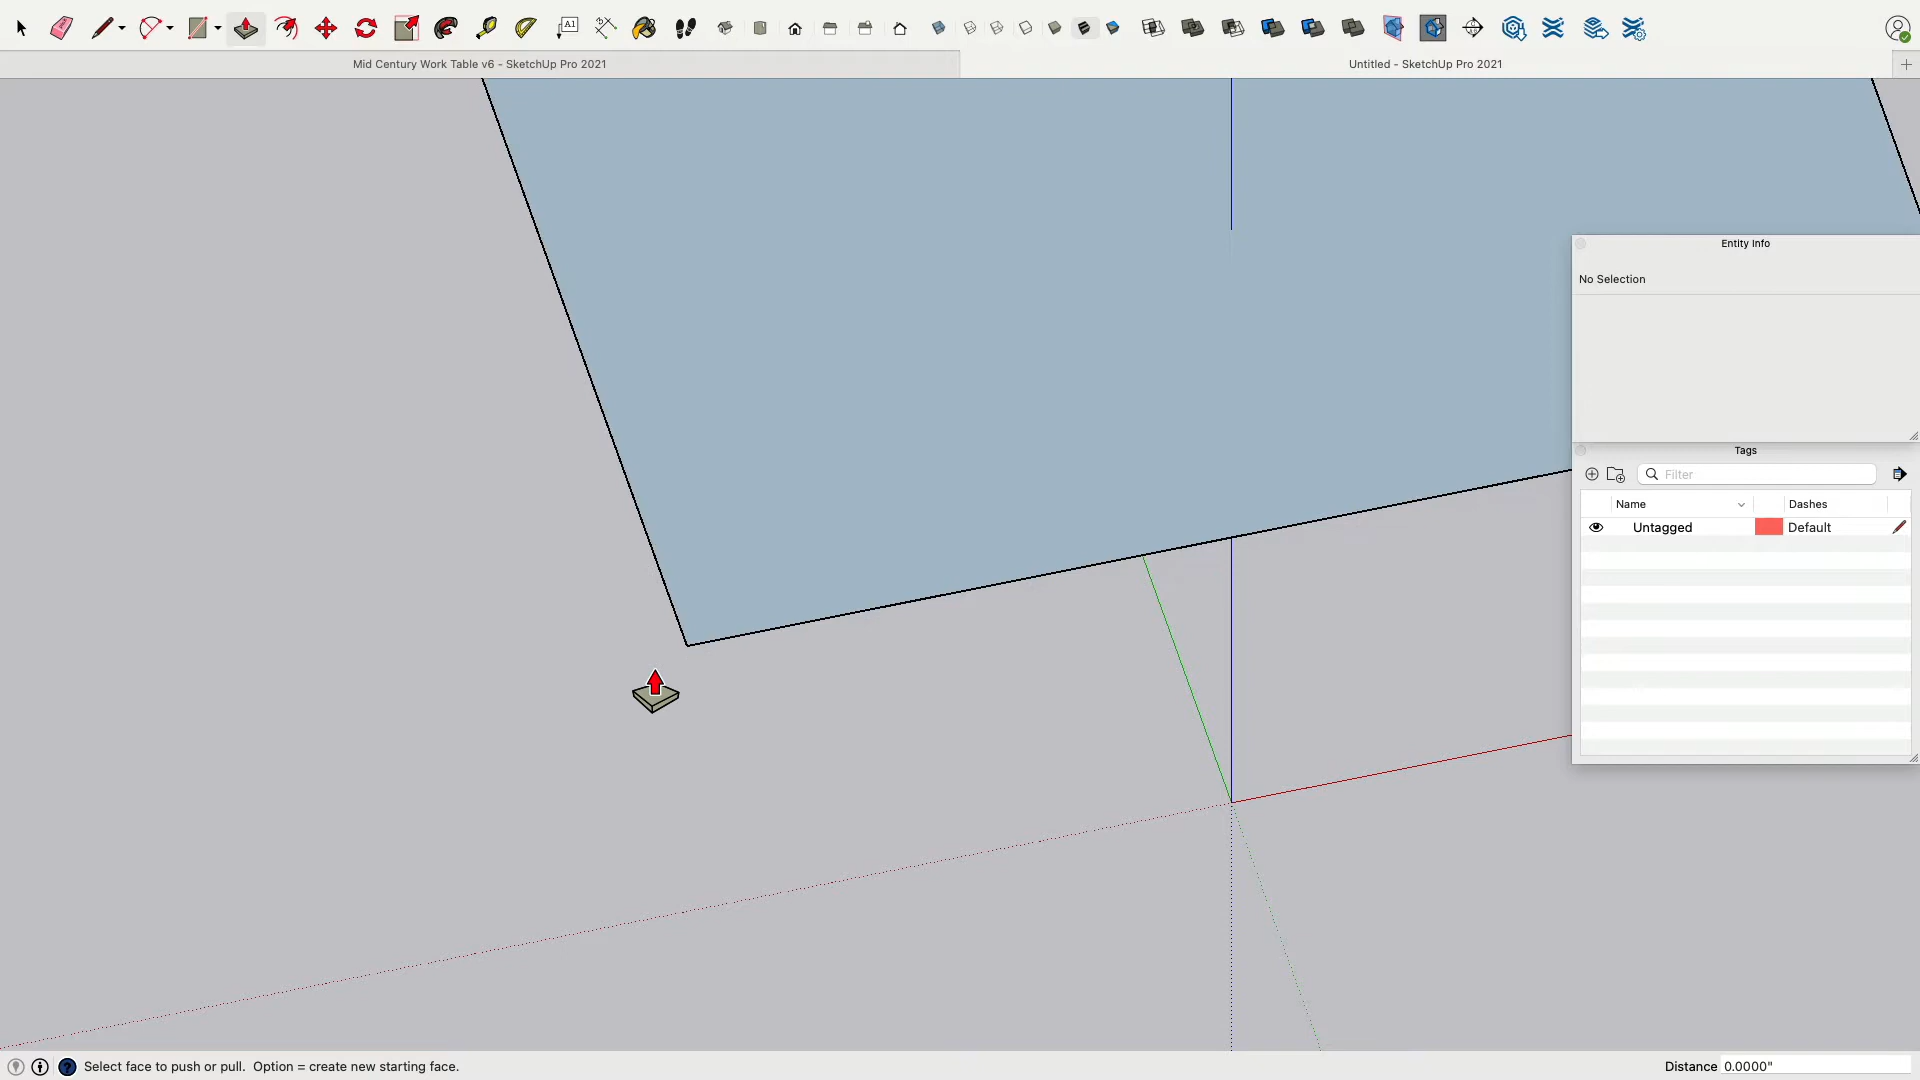 A1
Mid Century Work Table v6 - SketchUp Pro 2021
Untitled - SketchUp Pro 2021
Entity Info
No Selection
Tags
Filter
Name
Dashes
Untagged
Default
Select face to push or pull. Option = create new starting face.
Distance 0.0000"